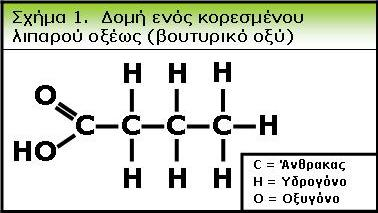 Σχήμα 1. Δομή ενός κορεσμένου
λιπαρού οξέως (βουτυρικό οξύ)
H H H
O
C C C C H
HO
H H H
C = Άνθρακας
H = Υδρογόνο
O = Οξυγόνο